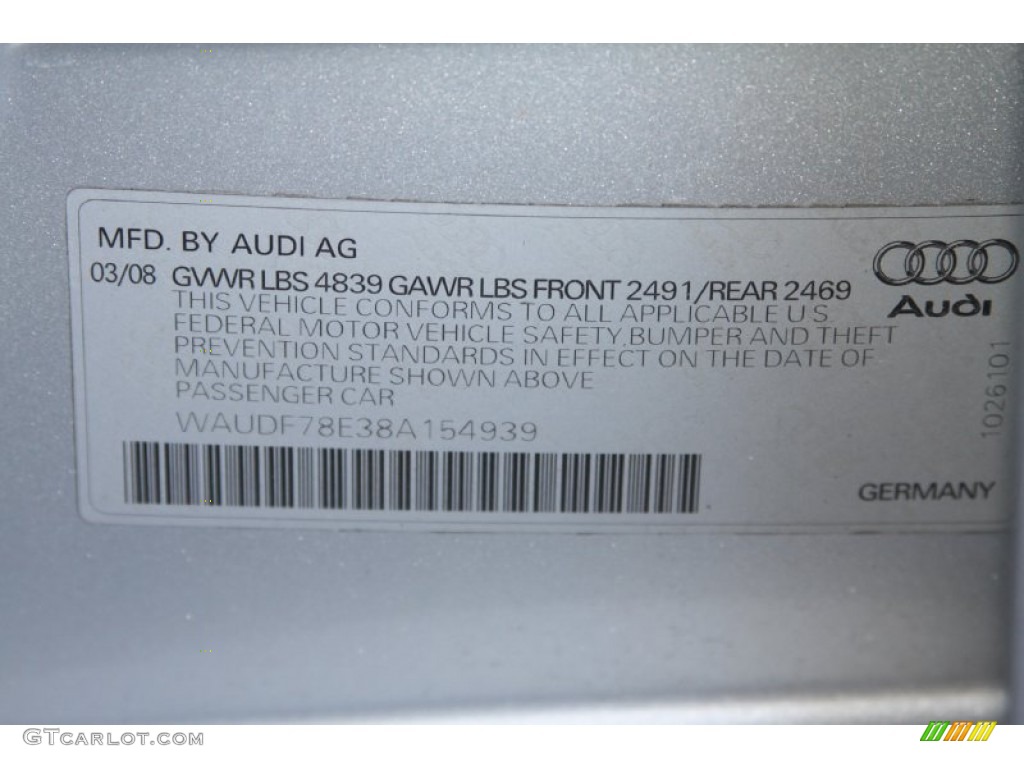 MFD. BY AUDI AG
03/08 GVWR LBS 4839 GAWR LBS FRONT 2491/REAR 2469
THIS VEHICLE CONFORMS TO ALL APPLICABLE U.S.
FEDERAL MOTOR VEHICLE SAFETY, BUMPER AND THEFT
PREVENTION STANDARDS IN EFFECT ON THE DATE OF
MANUFACTURE SHOWN ABOVE
PASSENGER CAR
WAUDF78E38A154939
Audi
1026101
GERMANY
GTCARLOT.COM